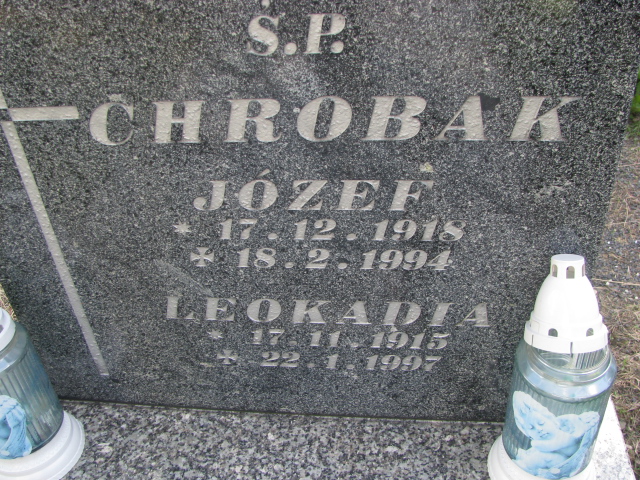 Ś.P.
CHROBAK
JÓZEF
* 17.12.1918
✠ 18.2.1994
LEOKADIA
* 17.11.1915
✠ 22.1.1997